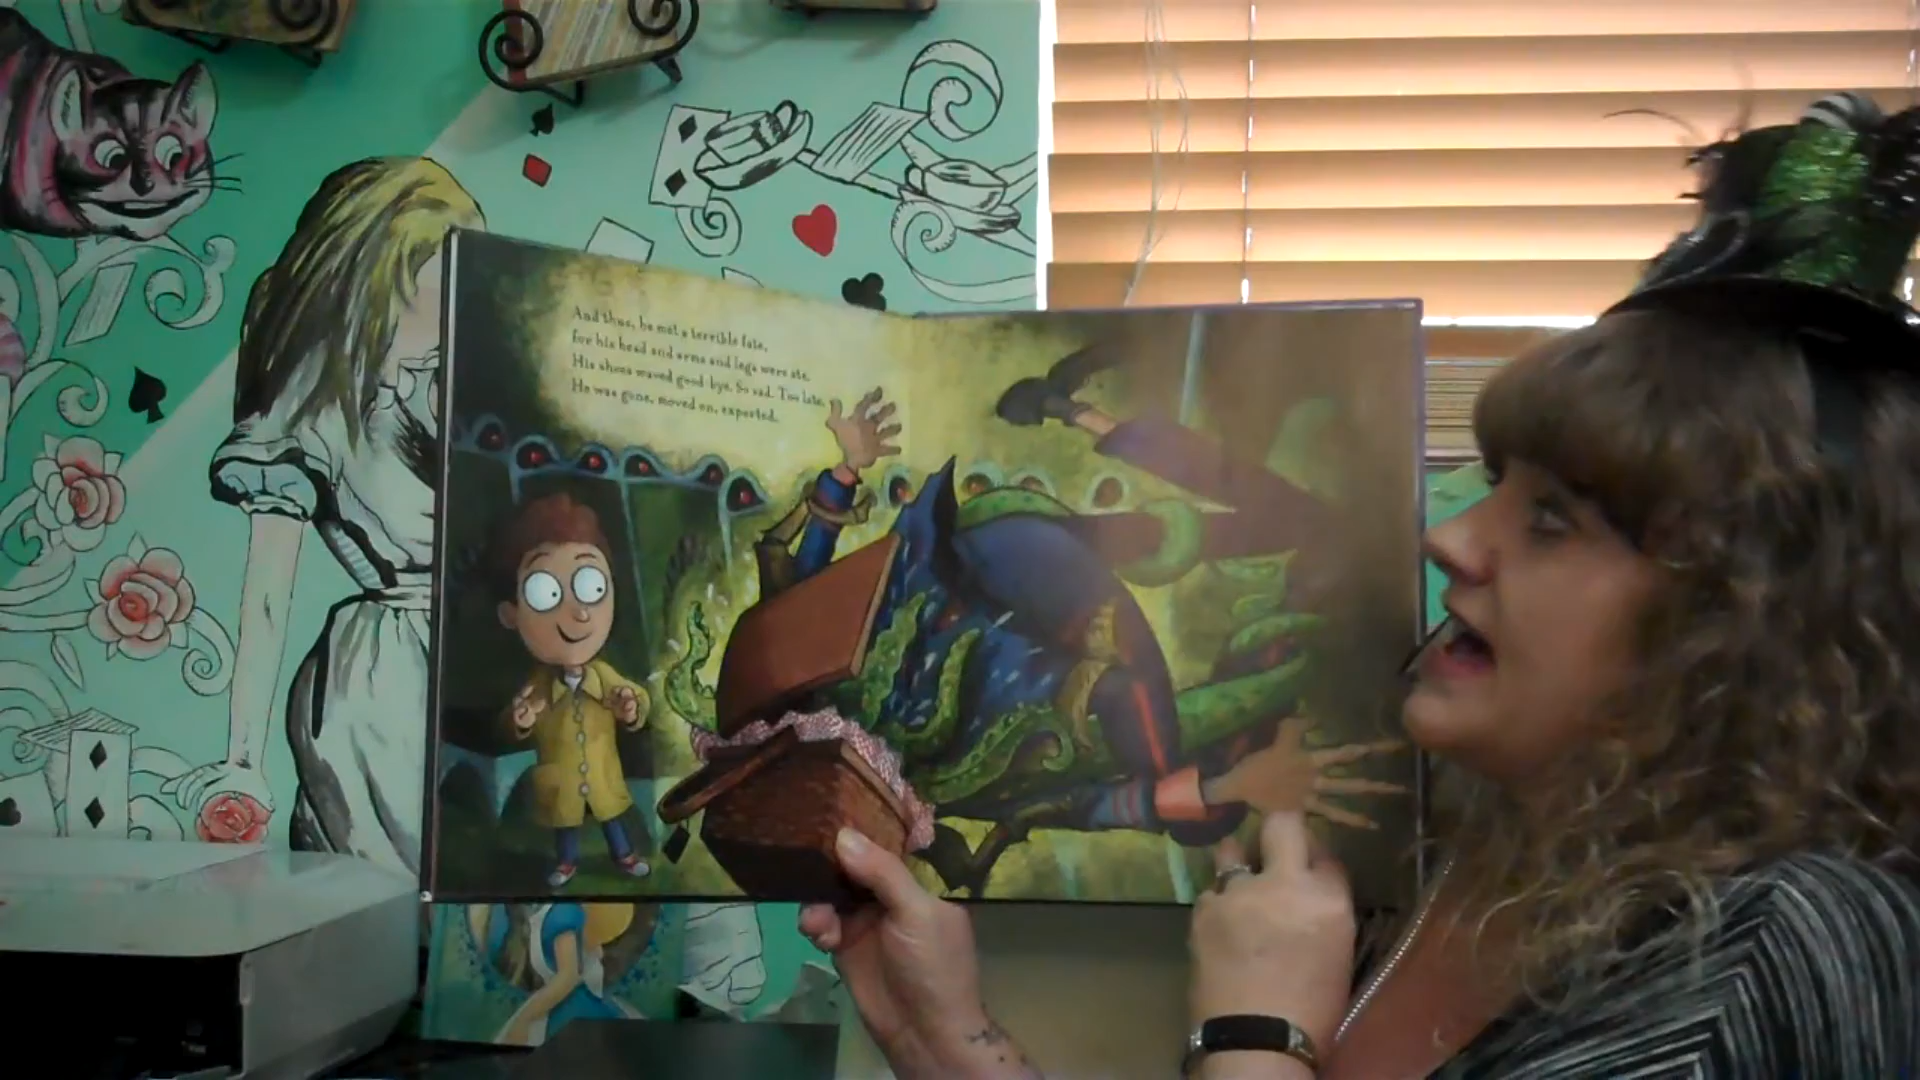 And thus, he met a terrible fate,
for his head and arms and legs were ate.
His shoes waved good-bye. So sad. Too late.
He was gone, moved on, exported.